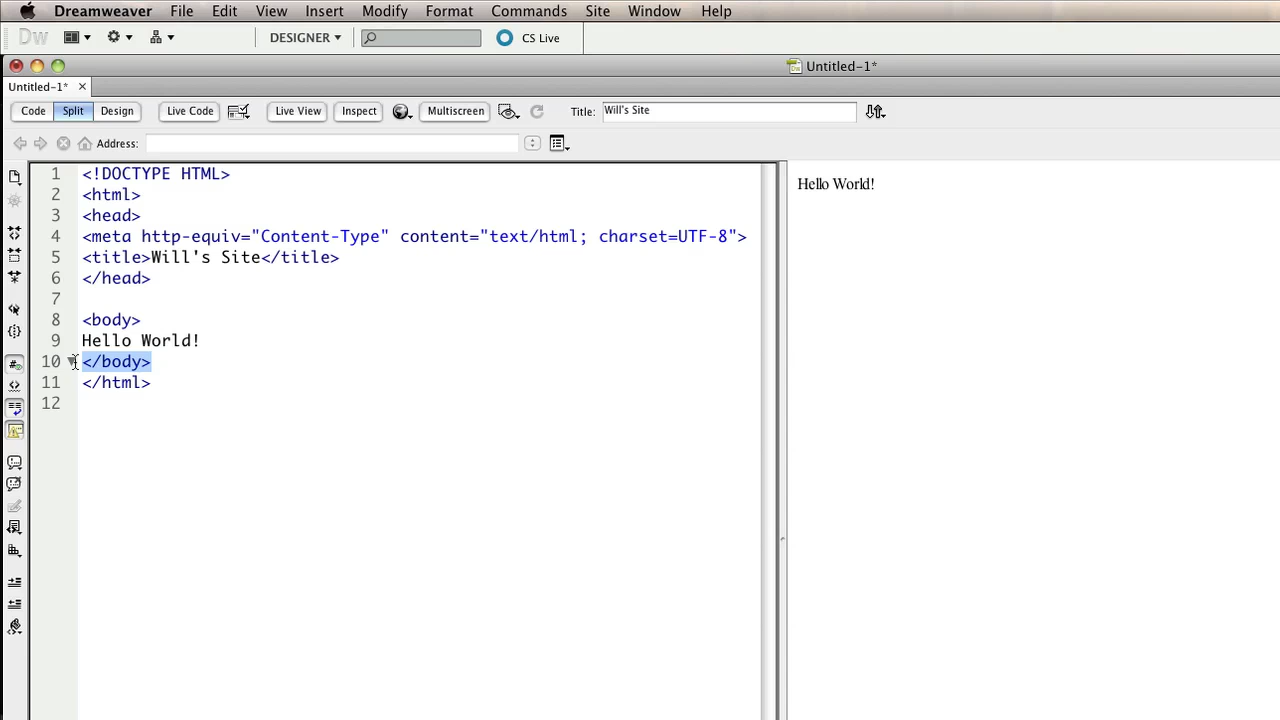 Dreamweaver File Edit View Insert Modify Format Commands Site Window Help
Dw DESIGNER CS Live
Untitled-1*
Untitled-1*
Code Split Design Live Code Live View Inspect Multiscreen Title: Will's Site
Address:
1 <!DOCTYPE HTML>
2 <html>
3 <head>
4 <meta http-equiv="Content-Type" content="text/html; charset=UTF-8">
5 <title>Will's Site</title>
6 </head>
7
8 <body>
9 Hello World!
10 </body>
11 </html>
12
Hello World!